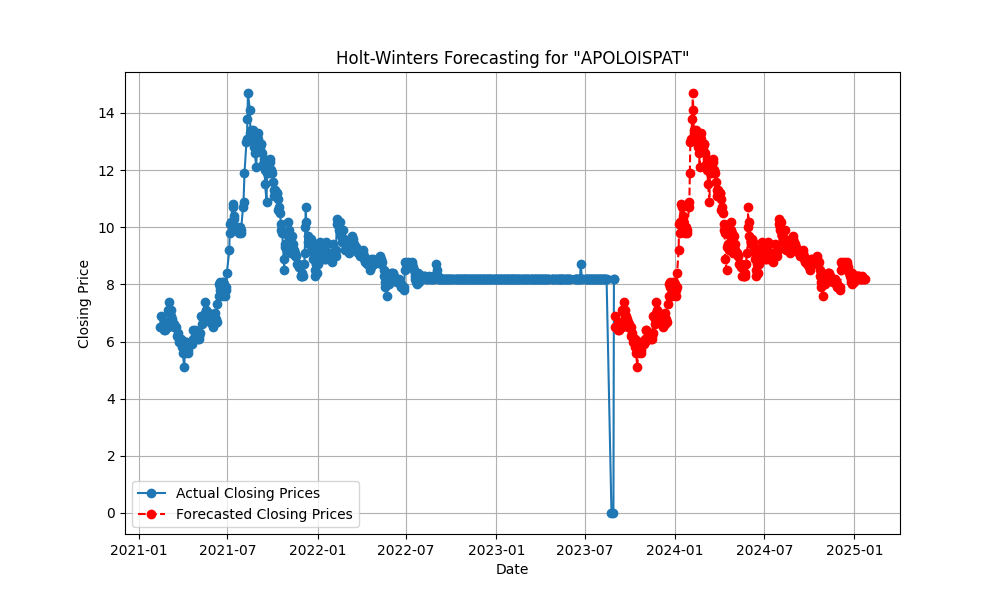 Holt-Winters Forecasting for "APOLOISPAT"
Closing Price
14
12
10
8
6
4
2
0
Actual Closing Prices
Forecasted Closing Prices
2021-01 2021-07 2022-01 2022-07 2023-01 2023-07 2024-01 2024-07 2025-01
Date